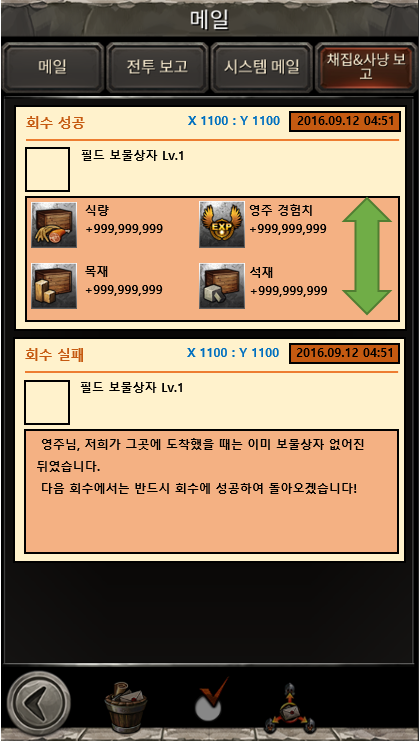 메일
메일
전투 보고
시스템 메일
채집&사냥 보
고
회수 성공
X 1100 : Y 1100
2016.09.12 04:51
필드 보물상자 Lv.1
식량
+999,999,999
EXP
영주 경험치
+999,999,999
목재
+999,999,999
석재
+999,999,999
회수 실패
X 1100 : Y 1100
2016.09.12 04:51
필드 보물상자 Lv.1
영주님, 저희가 그곳에 도착했을 때는 이미 보물상자 없어진
뒤였습니다.
다음 회수에서는 반드시 회수에 성공하여 돌아오겠습니다!